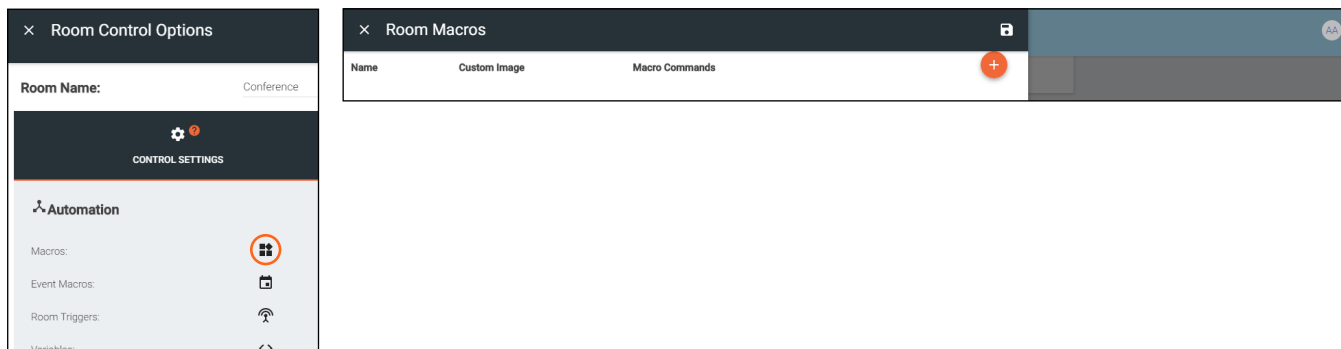 Room Control Options
Room Name:
Conference
?
CONTROL SETTINGS
Automation
Macros:
Event Macros:
Room Triggers:
Variables:
Room Macros
AA
Name Custom Image Macro Commands